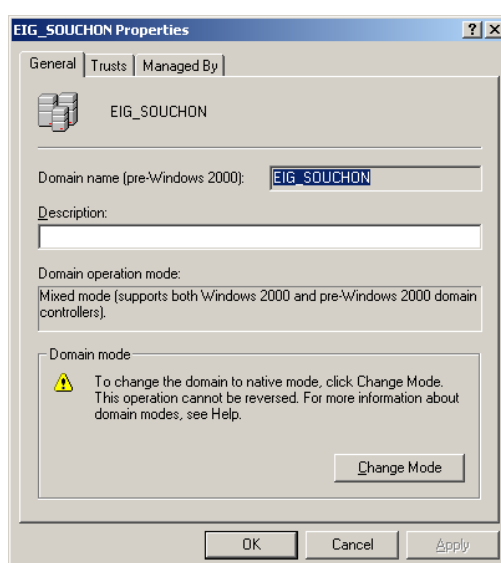 EIG_SOUCHON Properties
General
Trusts
Managed By
EIG_SOUCHON
Domain name (pre-Windows 2000):
EIG_SOUCHON
Description:
Domain operation mode:
Mixed mode (supports both Windows 2000 and pre-Windows 2000 domain
controllers).
Domain mode
To change the domain to native mode, click Change Mode.
This operation cannot be reversed. For more information about
domain modes, see Help.
Change Mode
OK
Cancel
Apply